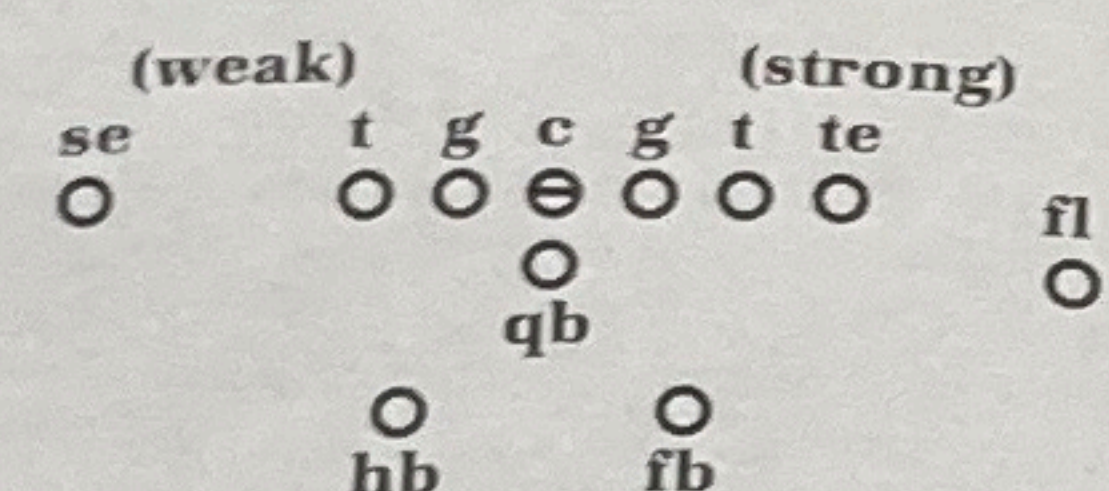 (weak) (strong)
se t g c g t te
fl
qb
hb fb